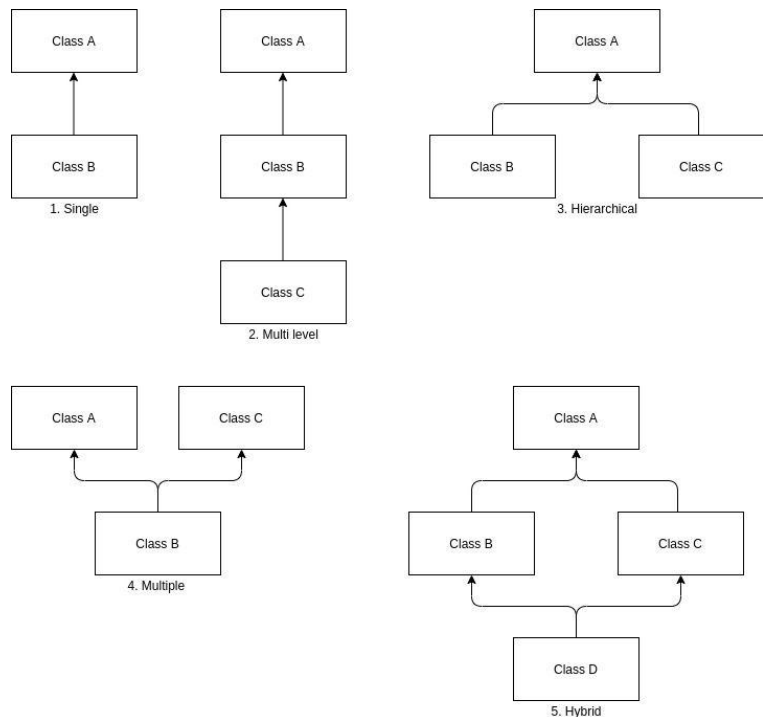 Class A
Class B
1. Single
Class A
Class B
Class C
2. Multi level
Class A
Class B
Class C
3. Hierarchical
Class A
Class C
Class B
4. Multiple
Class A
Class B
Class C
Class D
5. Hybrid